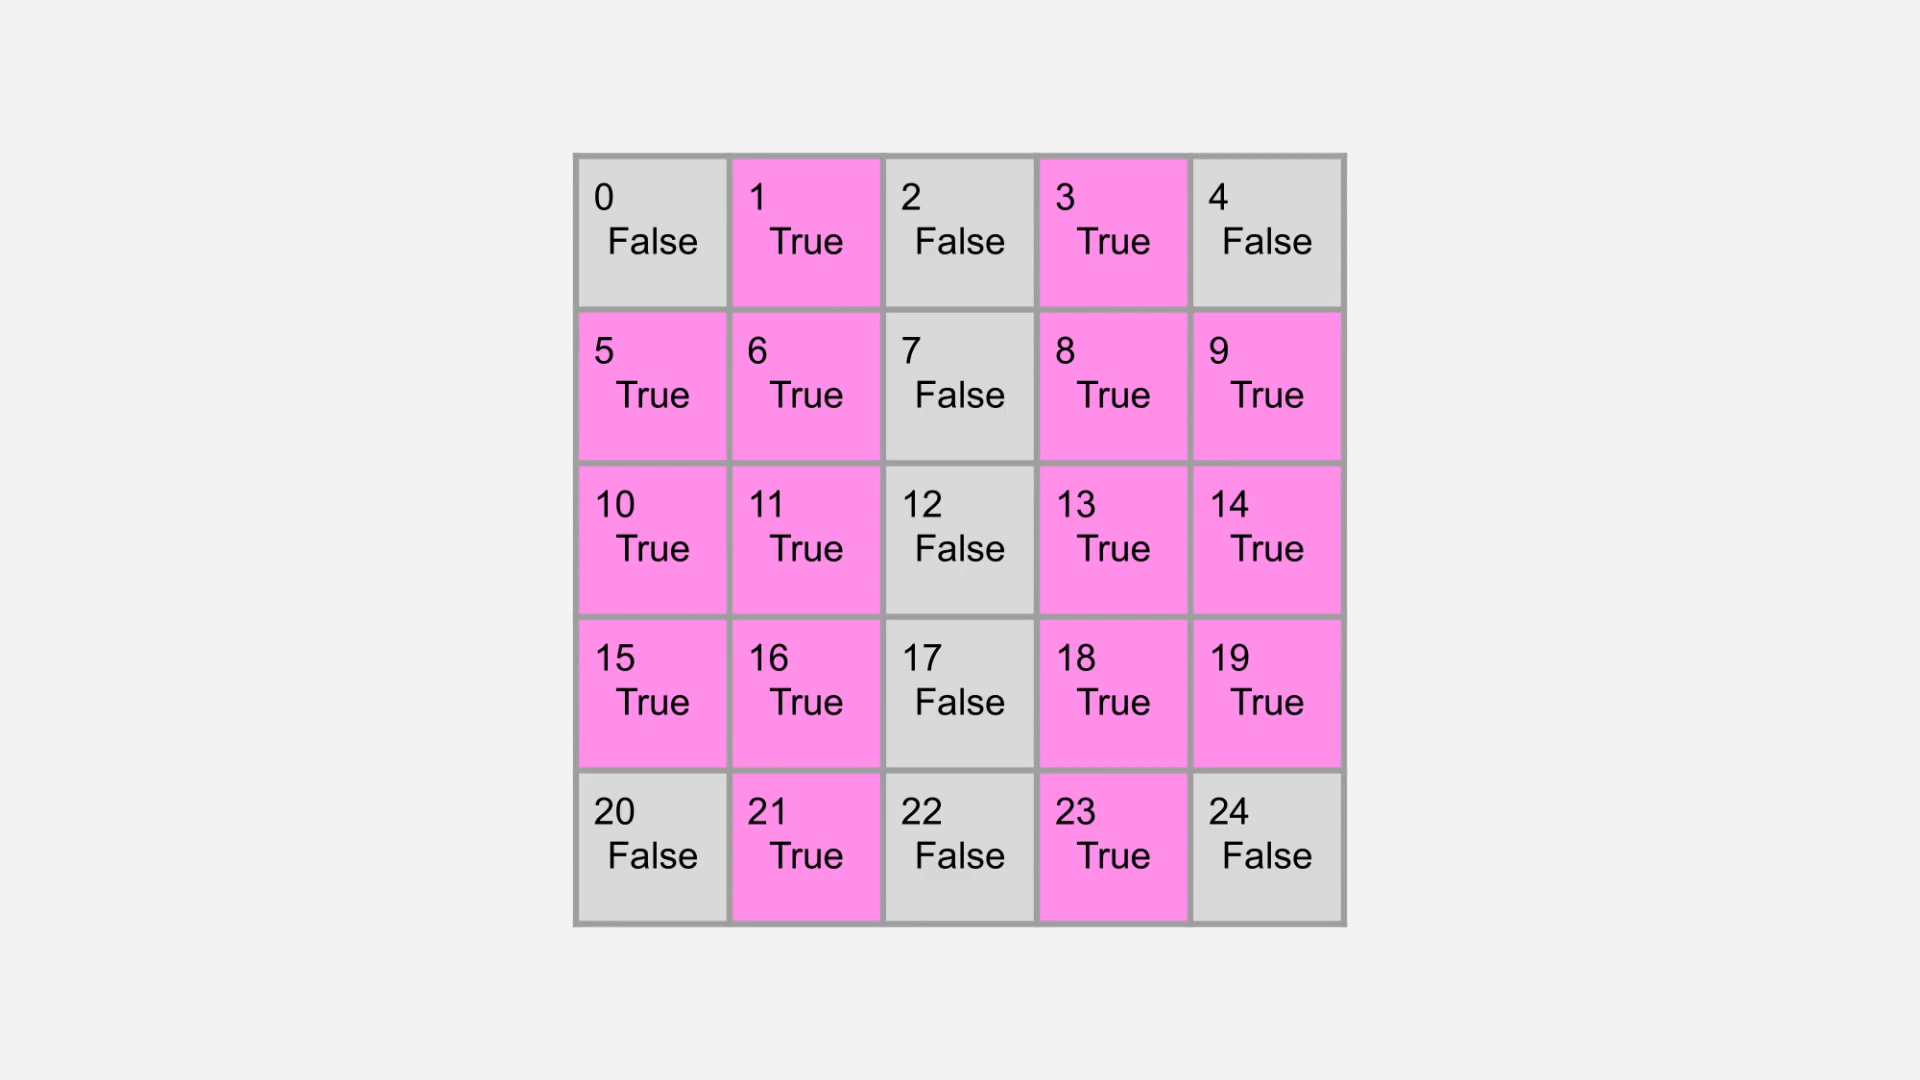 0 1 2 3 4
False True False True False
5 6 7 8 9
True True False True True
10 11 12 13 14
True True False True True
15 16 17 18 19
True True False True True
20 21 22 23 24
False True False True False